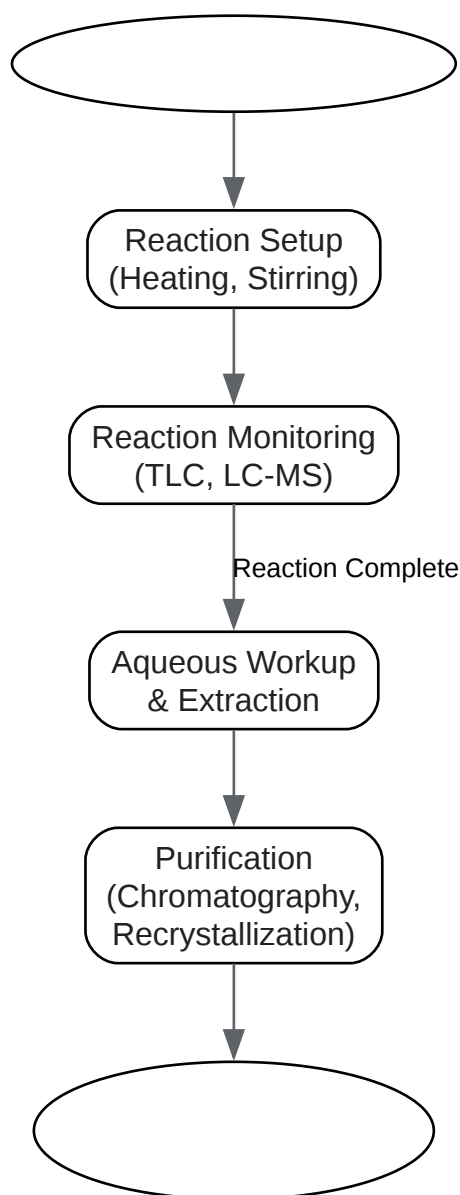 Reaction Setup
(Heating, Stirring)
Reaction Monitoring
(TLC, LC-MS)
Reaction Complete
Aqueous Workup
& Extraction
Purification
(Chromatography,
Recrystallization)